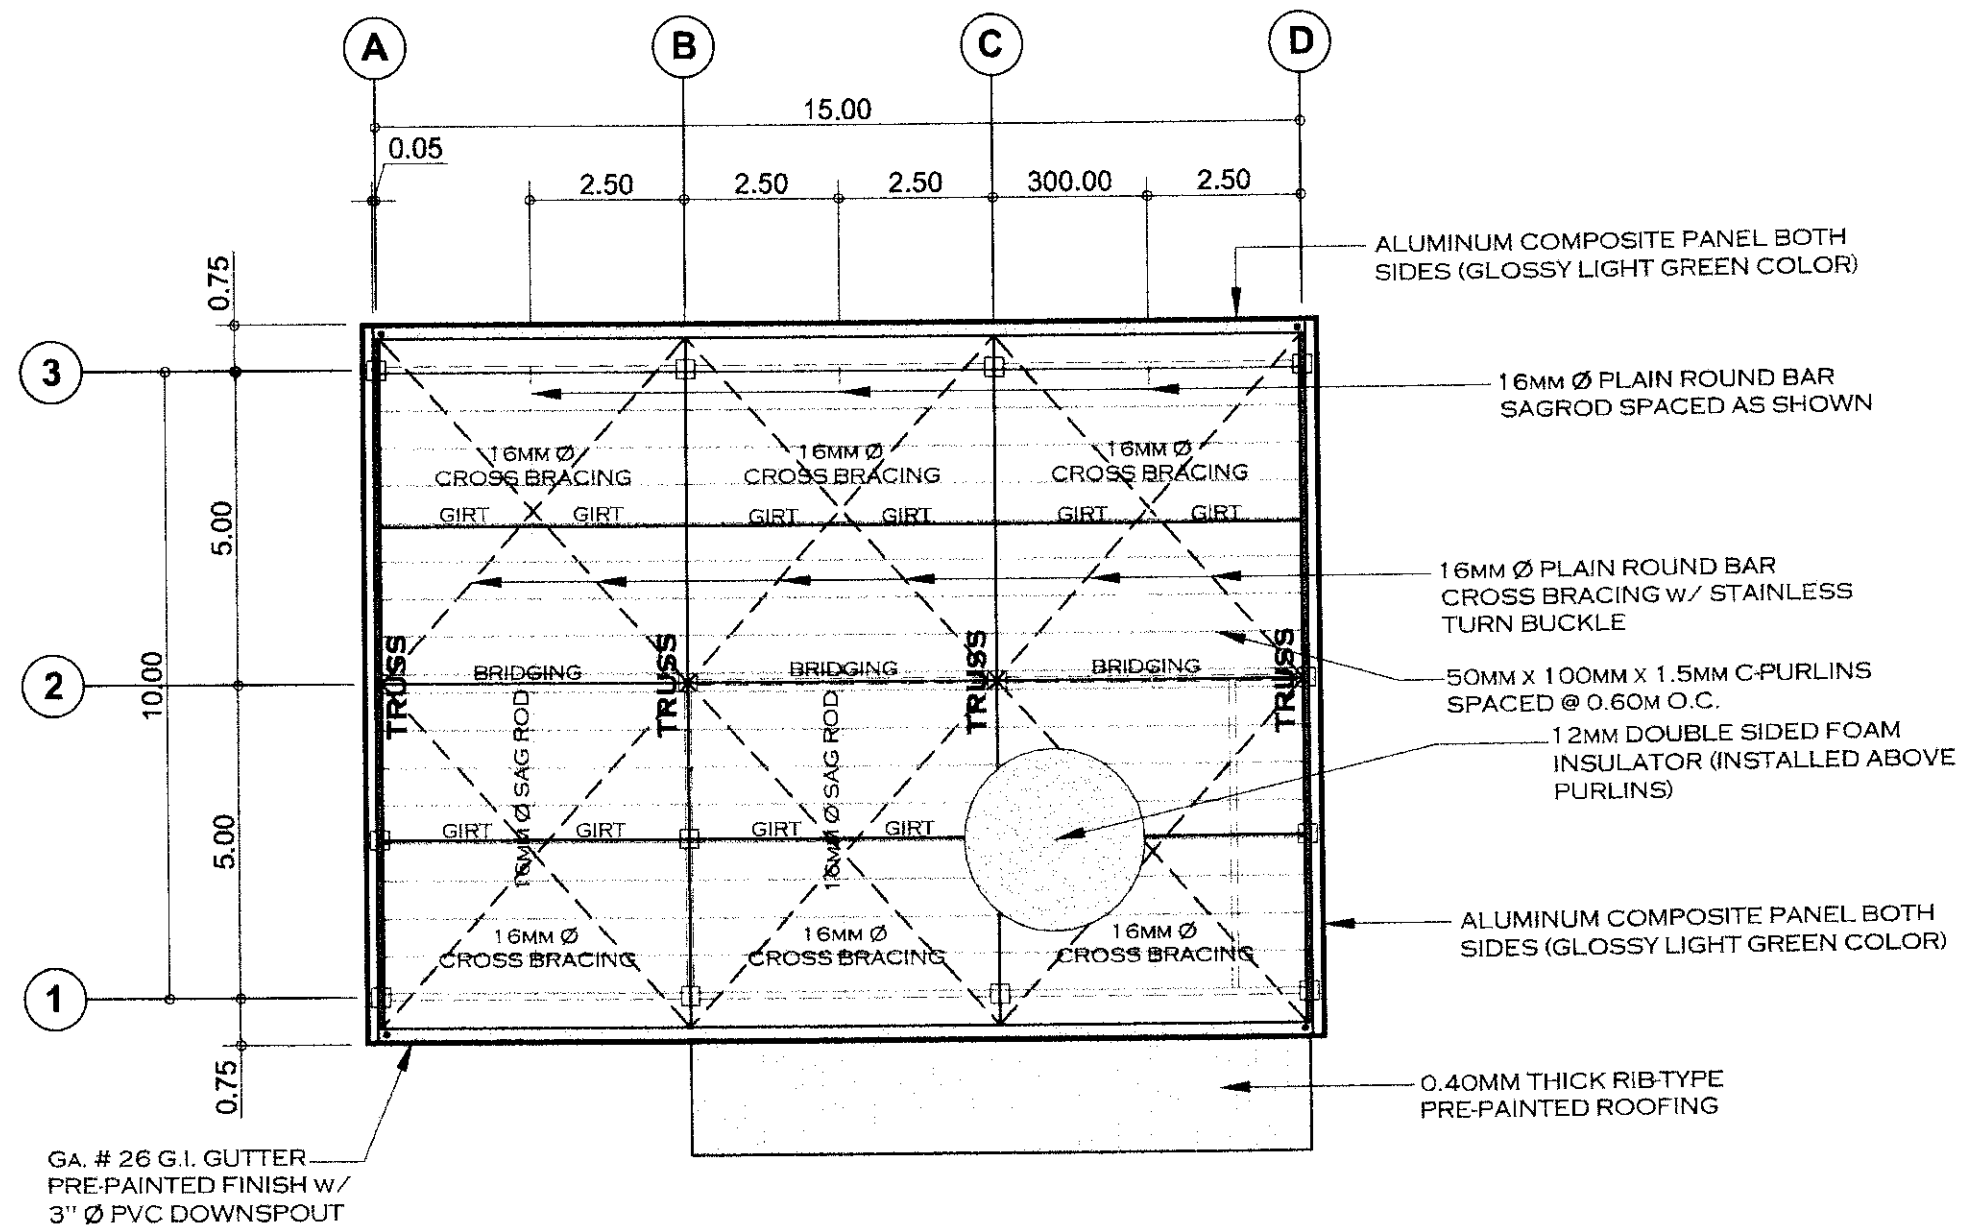 A B C D
15.00
0.05
2.50 2.50 2.50 300.00 2.50
ALUMINUM COMPOSITE PANEL BOTH
SIDES (GLOSSY LIGHT GREEN COLOR)
0.75
3
16MM Ø PLAIN ROUND BAR
SAGROD SPACED AS SHOWN
16MM Ø
CROSS BRACING
16MM Ø
CROSS BRACING
16MM Ø
CROSS BRACING
GIRT GIRT GIRT GIRT GIRT GIRT
5.00
16MM Ø PLAIN ROUND BAR
CROSS BRACING W/ STAINLESS
TURN BUCKLE
TRUSS TRUSS TRUSS TRUSS
2
10.00
BRIDGING BRIDGING BRIDGING
50MM X 100MM X 1.5MM C-PURLINS
SPACED @ 0.60M O.C.
12MM DOUBLE SIDED FOAM
INSULATOR (INSTALLED ABOVE
PURLINS)
16MM Ø SAG ROD
16MM Ø SAG ROD
5.00
GIRT GIRT GIRT GIRT
16MM Ø
CROSS BRACING
16MM Ø
CROSS BRACING
16MM Ø
CROSS BRACING
ALUMINUM COMPOSITE PANEL BOTH
SIDES (GLOSSY LIGHT GREEN COLOR)
1
0.75
0.40MM THICK RIB-TYPE
PRE-PAINTED ROOFING
GA. # 26 G.I. GUTTER
PRE-PAINTED FINISH W/
3" Ø PVC DOWNSPOUT